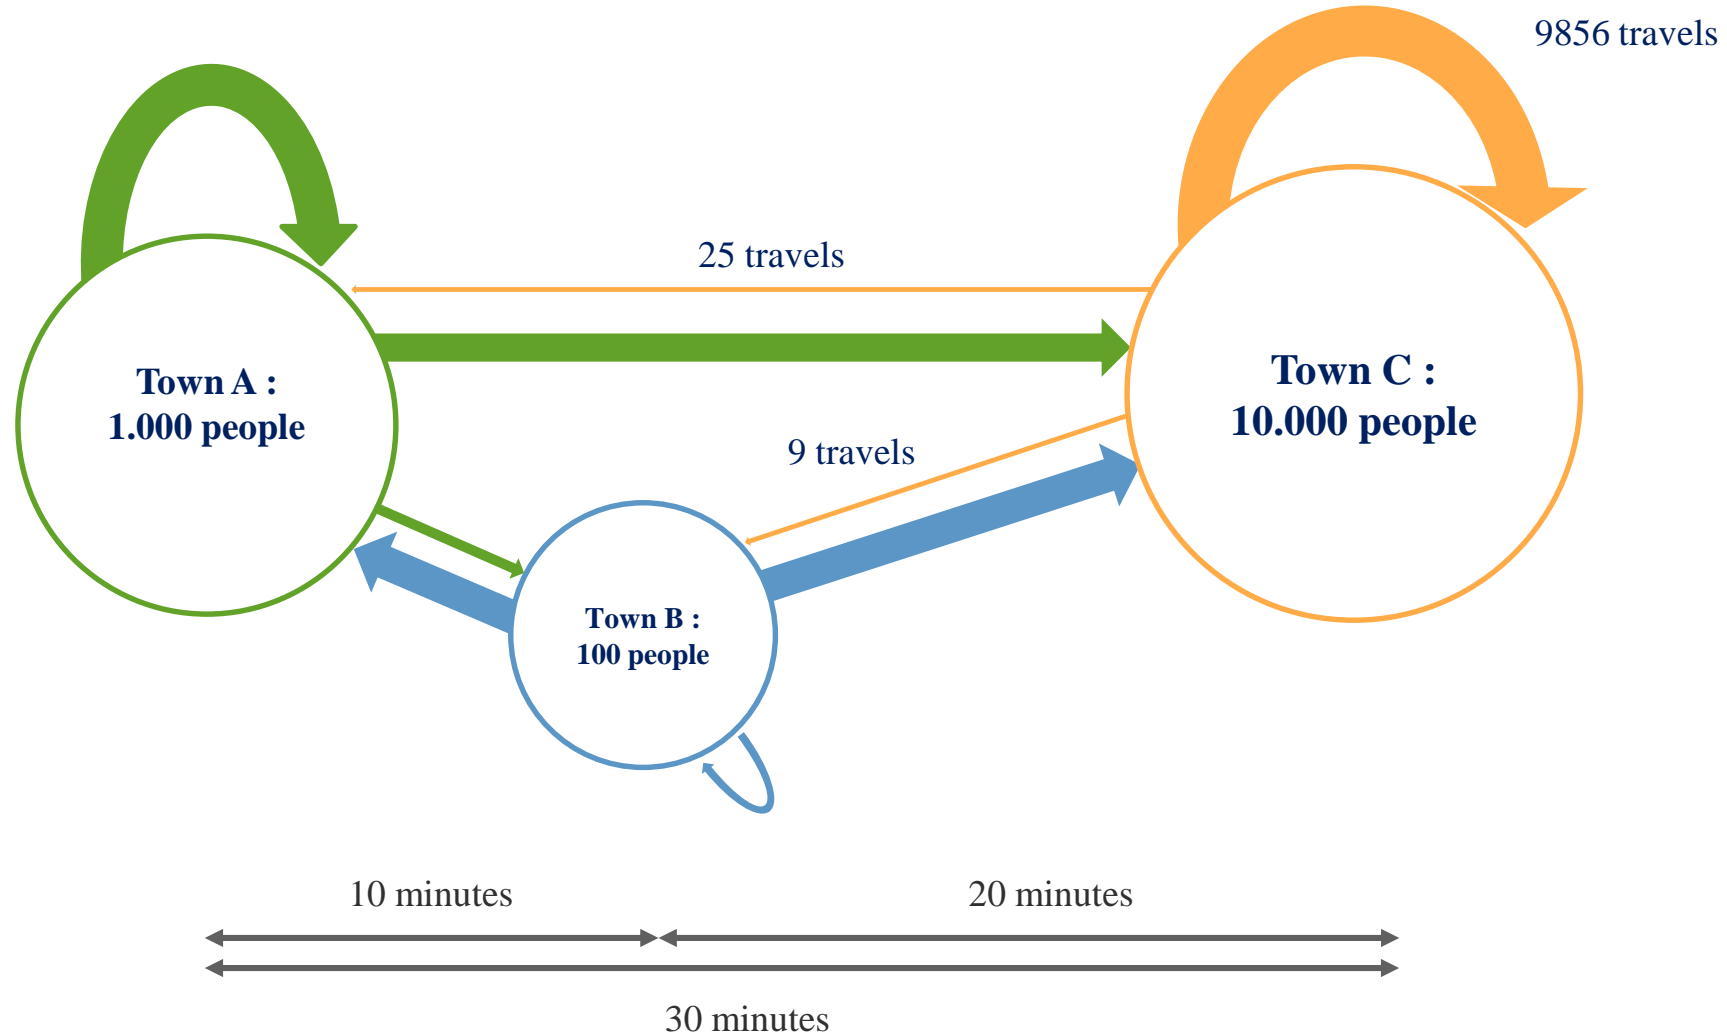 9856 travels
25 travels
Town A :
1.000 people
Town C :
10.000 people
9 travels
Town B :
100 people
10 minutes
20 minutes
30 minutes